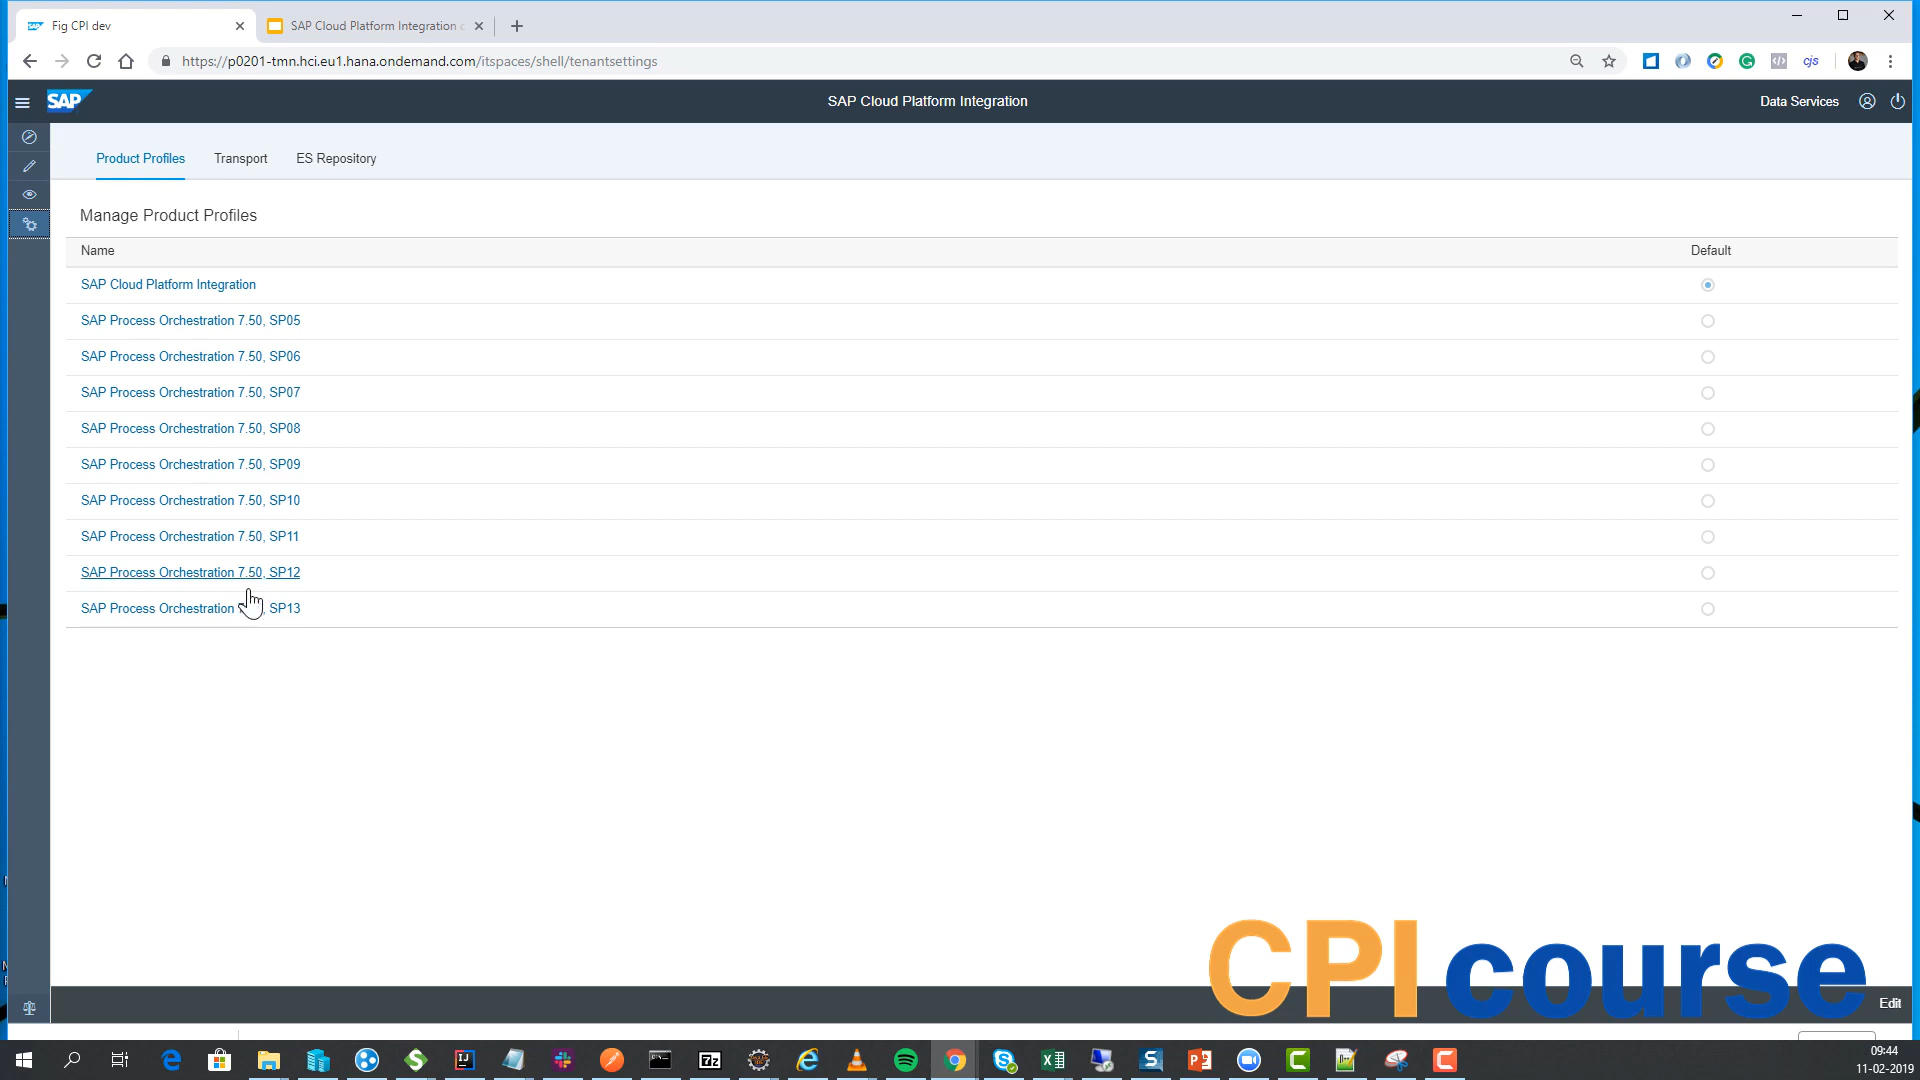 Fig CPI dev
SAP Cloud Platform Integration
https://p0201-tmn.hci.eu1.hana.ondemand.com/itspaces/shell/tenantsettings
cjs
SAP
SAP Cloud Platform Integration
Data Services
Product Profiles
Transport
ES Repository
Manage Product Profiles
Name
Default
SAP Cloud Platform Integration
SAP Process Orchestration 7.50, SP05
SAP Process Orchestration 7.50, SP06
SAP Process Orchestration 7.50, SP07
SAP Process Orchestration 7.50, SP08
SAP Process Orchestration 7.50, SP09
SAP Process Orchestration 7.50, SP10
SAP Process Orchestration 7.50, SP11
SAP Process Orchestration 7.50, SP12
SAP Process Orchestration SP13
CPI course
Edit
09:44
11-02-2019